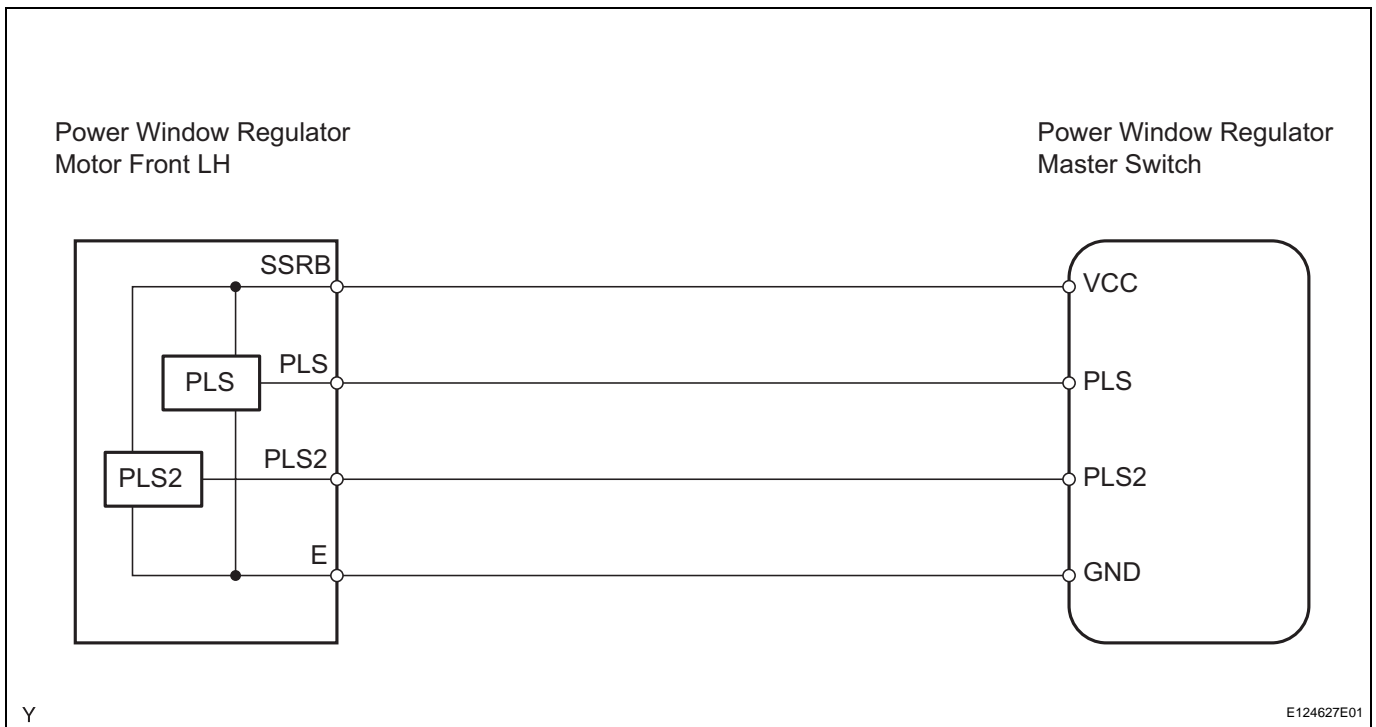 Power Window Regulator
Motor Front LH
Power Window Regulator
Master Switch
SSRB
VCC
PLS
PLS
PLS
PLS2
PLS2
PLS2
E
GND
Y
E124627E01